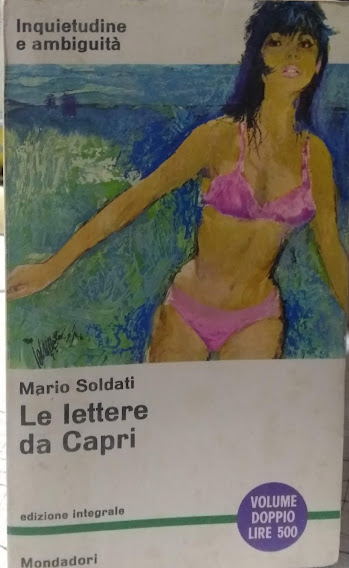 Inquietudine
e ambiguità
Mario Soldati
Le lettere
da Capri
edizione integrale
VOLUME
DOPPIO
LIRE 500
Mondadori